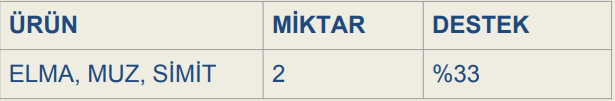 ÜRÜN MİKTAR DESTEK
ELMA, MUZ, SİMİT 2 %33